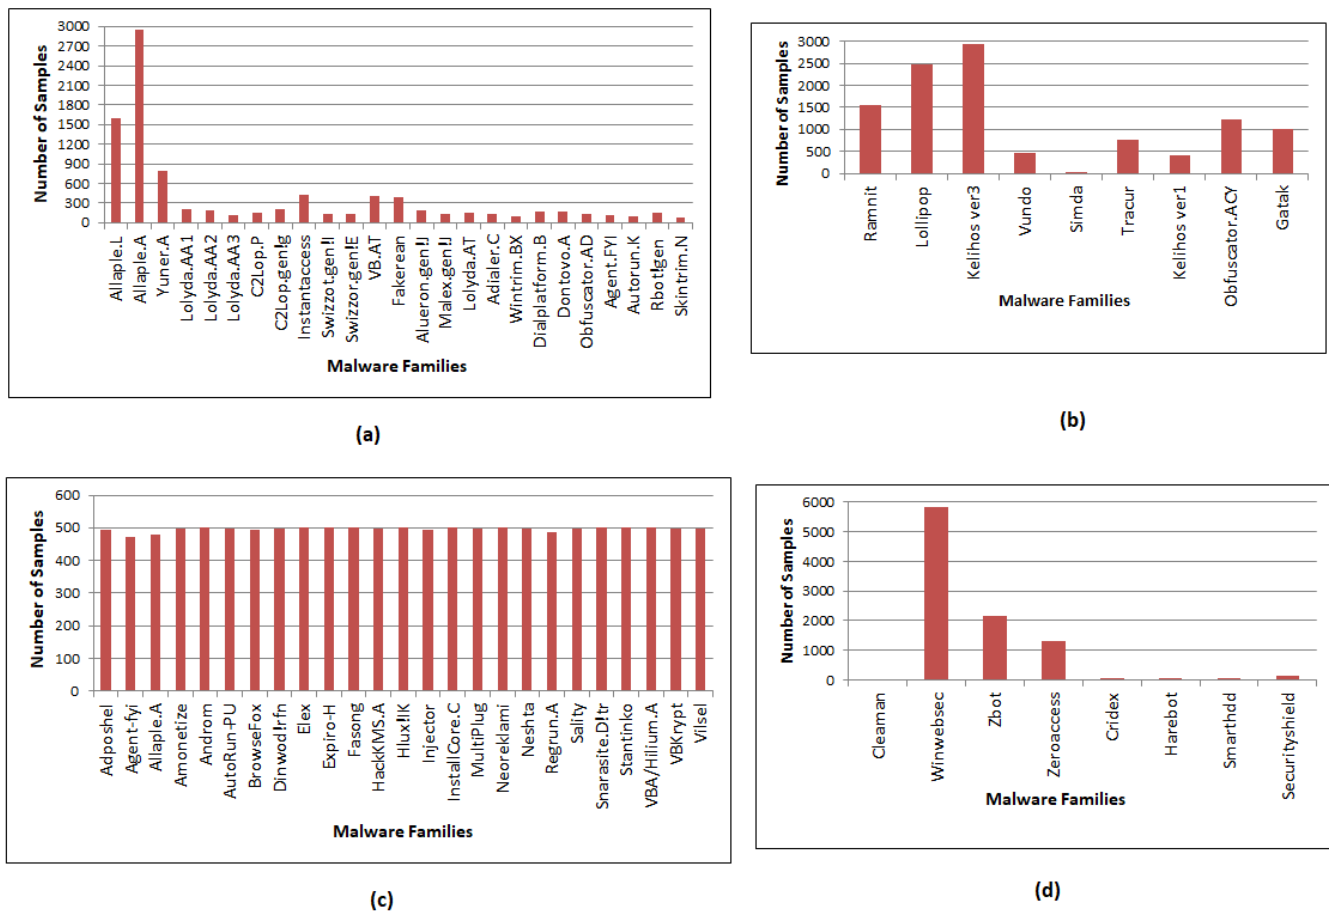 Number of Samples
3000
2700
2400
2100
1800
1500
1200
900
600
300
0
Allaple.L
Allaple.A
Yuner.A
Lolyda.AA1
Lolyda.AA2
Lolyda.AA3
C2Lop.P
C2Lop.gen!g
Instantaccess
Swizzot.gen!I
Swizzor.gen!E
VB.AT
Fakerean
Alueron.gen!J
Malex.gen!J
Lolyda.AT
Adialer.C
Wintrim.BX
Dialplatform.B
Dontovo.A
Obfuscator.AD
Agent.FYI
Autorun.K
Rbot!gen
Skintrim.N
Malware Families
(a)
Number of Samples
3000
2500
2000
1500
1000
500
0
Ramnit
Lollipop
Kelihos ver3
Vundo
Simda
Tracur
Kelihos ver1
Obfuscator.ACY
Gatak
Malware Families
(b)
Number of Samples
600
500
400
300
200
100
0
Adposhel
Agent-fyi
Allaple.A
Amonetize
Androm
AutoRun-PU
BrowseFox
Dinwod!rfn
Elex
Expiro-H
Fasong
HackKMS.A
Hlux!IK
Injector
InstallCore.C
MultiPlug
Neoreklami
Neshta
Regrun.A
Sality
Snarasite.D!tr
Stantinko
VBA/Hilium.A
VBKrypt
Vilsel
Malware Families
(c)
Number of Samples
6000
5000
4000
3000
2000
1000
0
Cleaman
Winwebsec
Zbot
Zeroaccess
Cridex
Harebot
Smarthdd
Securityshield
Malware Families
(d)